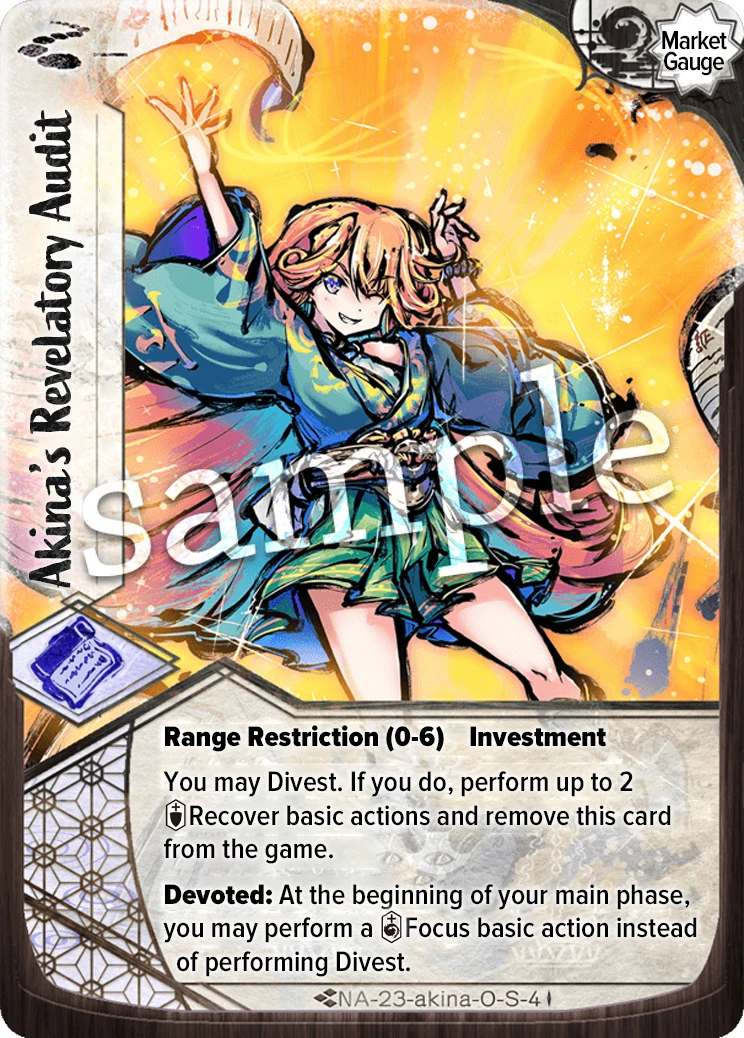 Market
Gauge
Akina's Revelatory Audit
sample
Range Restriction (0-6) Investment
You may Divest. If you do, perform up to 2
Recover basic actions and remove this card
from the game.
Devoted: At the beginning of your main phase,
you may perform a Focus basic action instead
of performing Divest.
NA-23-akina-O-S-4